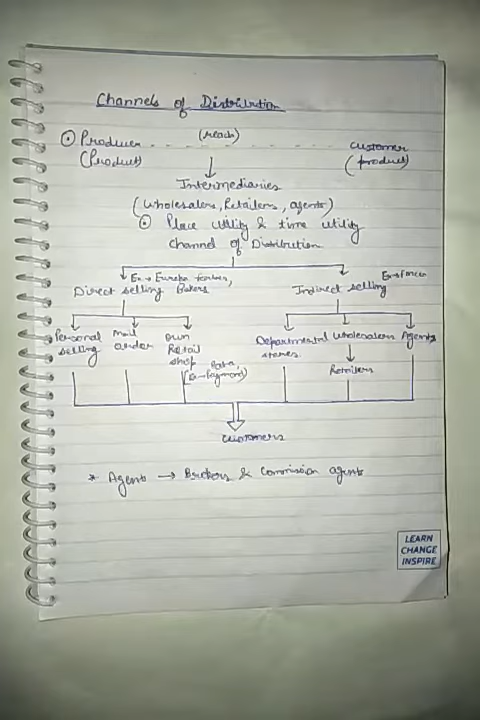 Channels of Distribution
Producer (reach) customer
(Product) (product)
Intermediaries
(wholesalers, Retailers, agents)
Place utility & time utility
Channel of Distribution
Ex→ Eureka forbes,
Direct selling Bakers Indirect selling
Personal Mail own Departmental wholesalers Agents
selling order Retail stores
shop Bata, Retailers
(Ex→Raymond)
customers
* Agents → Brokers & Commission agents
LEARN
CHANGE
INSPIRE